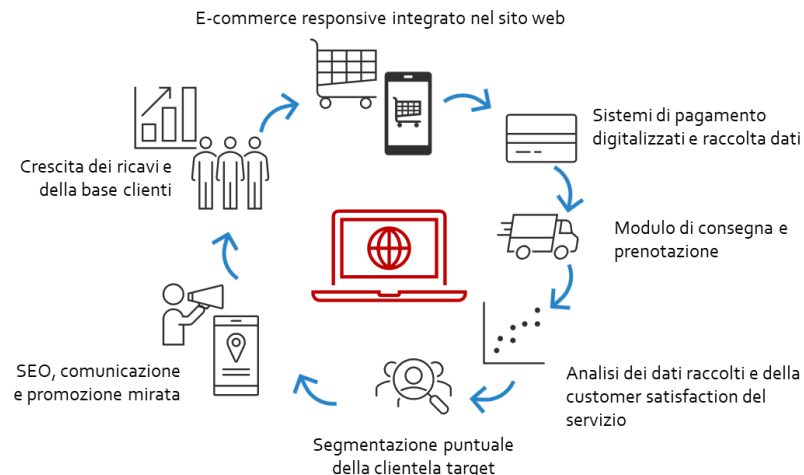 E-commerce responsive integrato nel sito web
Sistemi di pagamento
digitalizzati e raccolta dati
Modulo di consegna e
prenotazione
Analisi dei dati raccolti e della
customer satisfaction del
servizio
Segmentazione puntuale
della clientela target
SEO, comunicazione
e promozione mirata
Crescita dei ricavi e
della base clienti